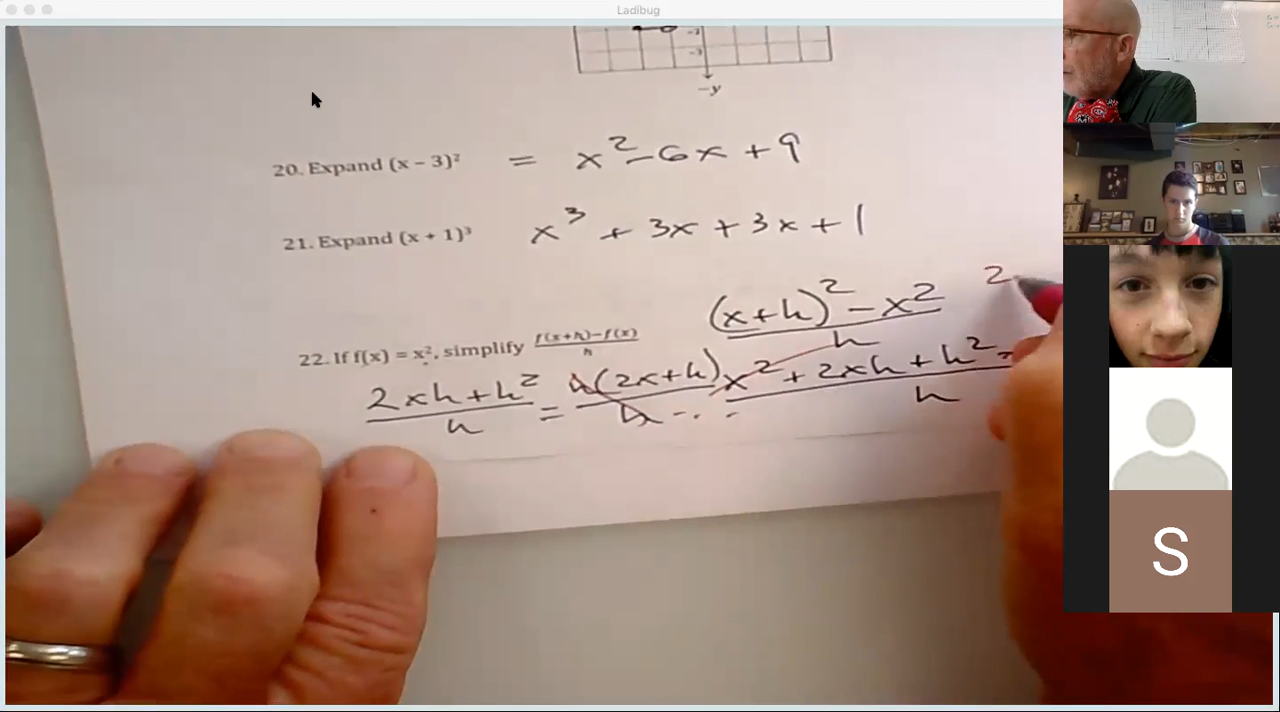 Ladibug
-y
20. Expand (x – 3)² = x² - 6x + 9
21. Expand (x + 1)³ x³ + 3x + 3x + 1
(x+h)² - x² 2
h
22. If f(x) = x², simplify f(x+h)-f(x)
h
2xh + h² = h(2x+h) x² + 2xh + h² -
h h h
S